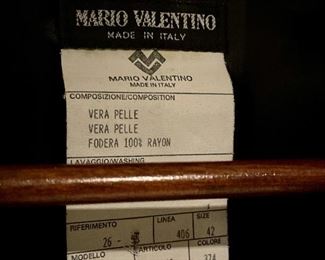 MARIO VALENTINO
MADE IN ITALY
MARIO VALENTINO
MADE IN ITALY
COMPOSIZIONE/COMPOSITION
VERA PELLE
VERA PELLE
FODERA 100% RAYON
LAVAGGIO/WASHING
RIFERIMENTO LINEA SIZE
26 - 406 42
MODELLO ARTICOLO COLORE
374